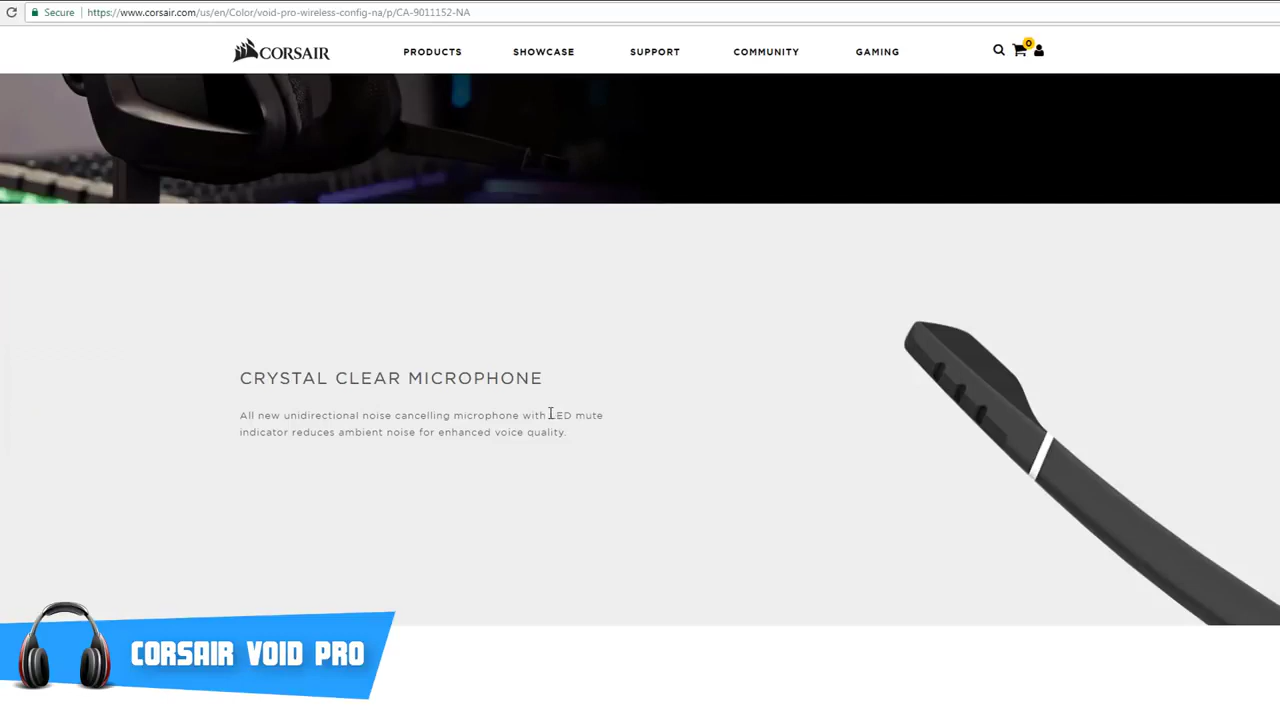 Secure
https://www.corsair.com/us/en/Color/void-pro-wireless-config-na/p/CA-9011152-NA
CORSAIR
PRODUCTS
SHOWCASE
SUPPORT
COMMUNITY
GAMING
0
CRYSTAL CLEAR MICROPHONE
All new unidirectional noise cancelling microphone with LED mute
indicator reduces ambient noise for enhanced voice quality.
CORSAIR VOID PRO